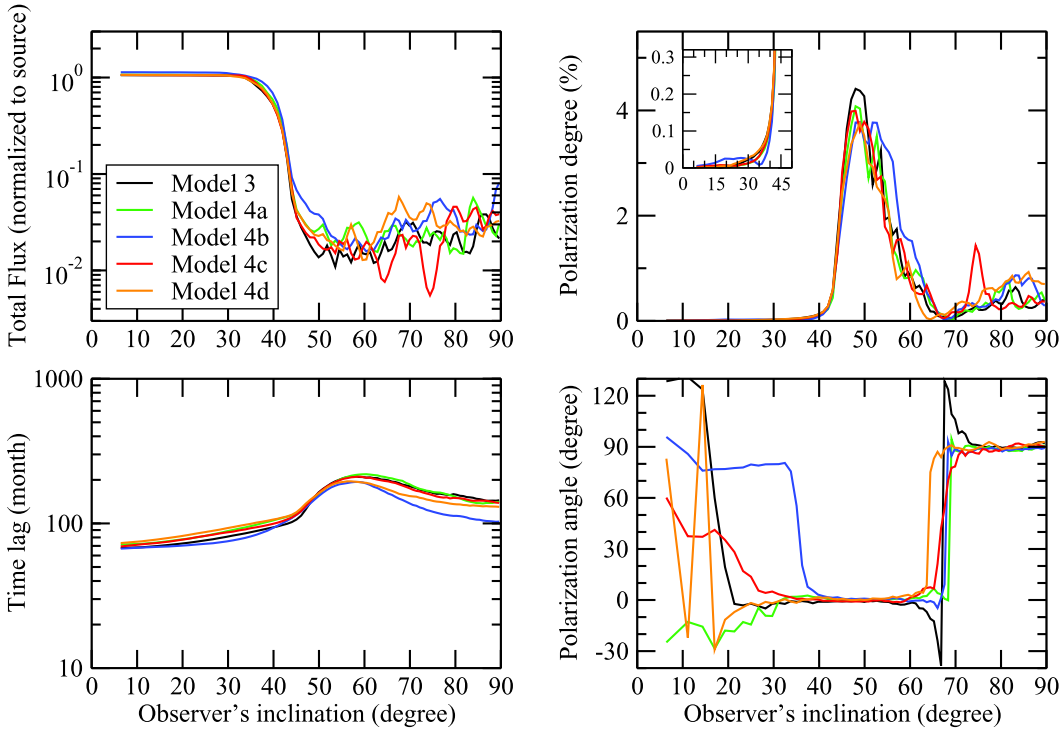 Total Flux (normalized to source)
10^0
10^-1
10^-2
Model 3
Model 4a
Model 4b
Model 4c
Model 4d
0 10 20 30 40 50 60 70 80 90
Polarization degree (%)
4
2
0
0.3
0.2
0.1
0
0 15 30 45
0 10 20 30 40 50 60 70 80 90
Time lag (month)
1000
100
10
0 10 20 30 40 50 60 70 80 90
Observer's inclination (degree)
Polarization angle (degree)
120
90
60
30
0
-30
0 10 20 30 40 50 60 70 80 90
Observer's inclination (degree)